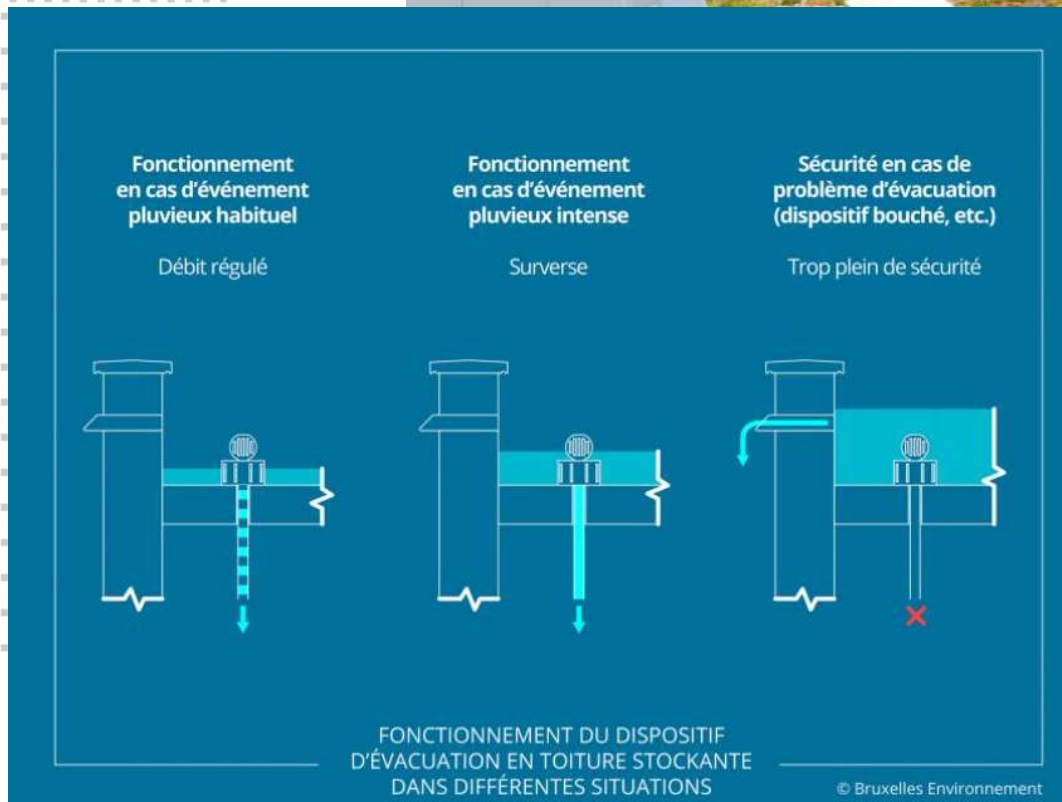 Fonctionnement
en cas d'événement
pluvieux habituel
Débit régulé
Fonctionnement
en cas d'événement
pluvieux intense
Surverse
Sécurité en cas de
problème d'évacuation
(dispositif bouché, etc.)
Trop plein de sécurité
FONCTIONNEMENT DU DISPOSITIF
D'ÉVACUATION EN TOITURE STOCKANTE
DANS DIFFÉRENTES SITUATIONS
© Bruxelles Environnement